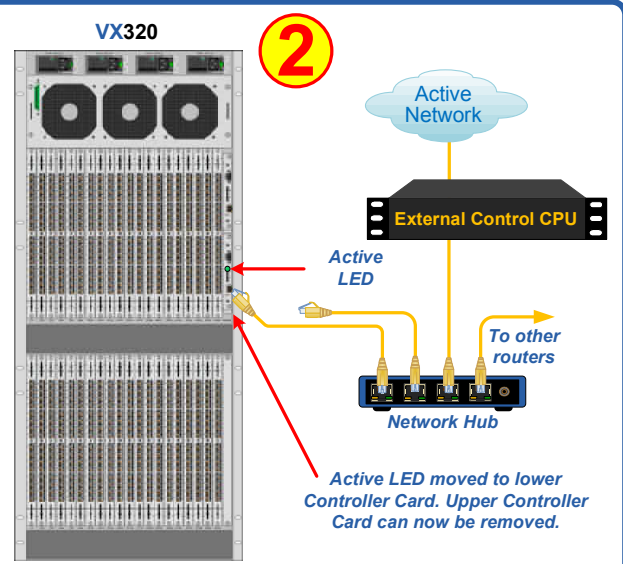 VX320
2
Active
Network
External Control CPU
Active
LED
To other
routers
Network Hub
Active LED moved to lower
Controller Card. Upper Controller
Card can now be removed.